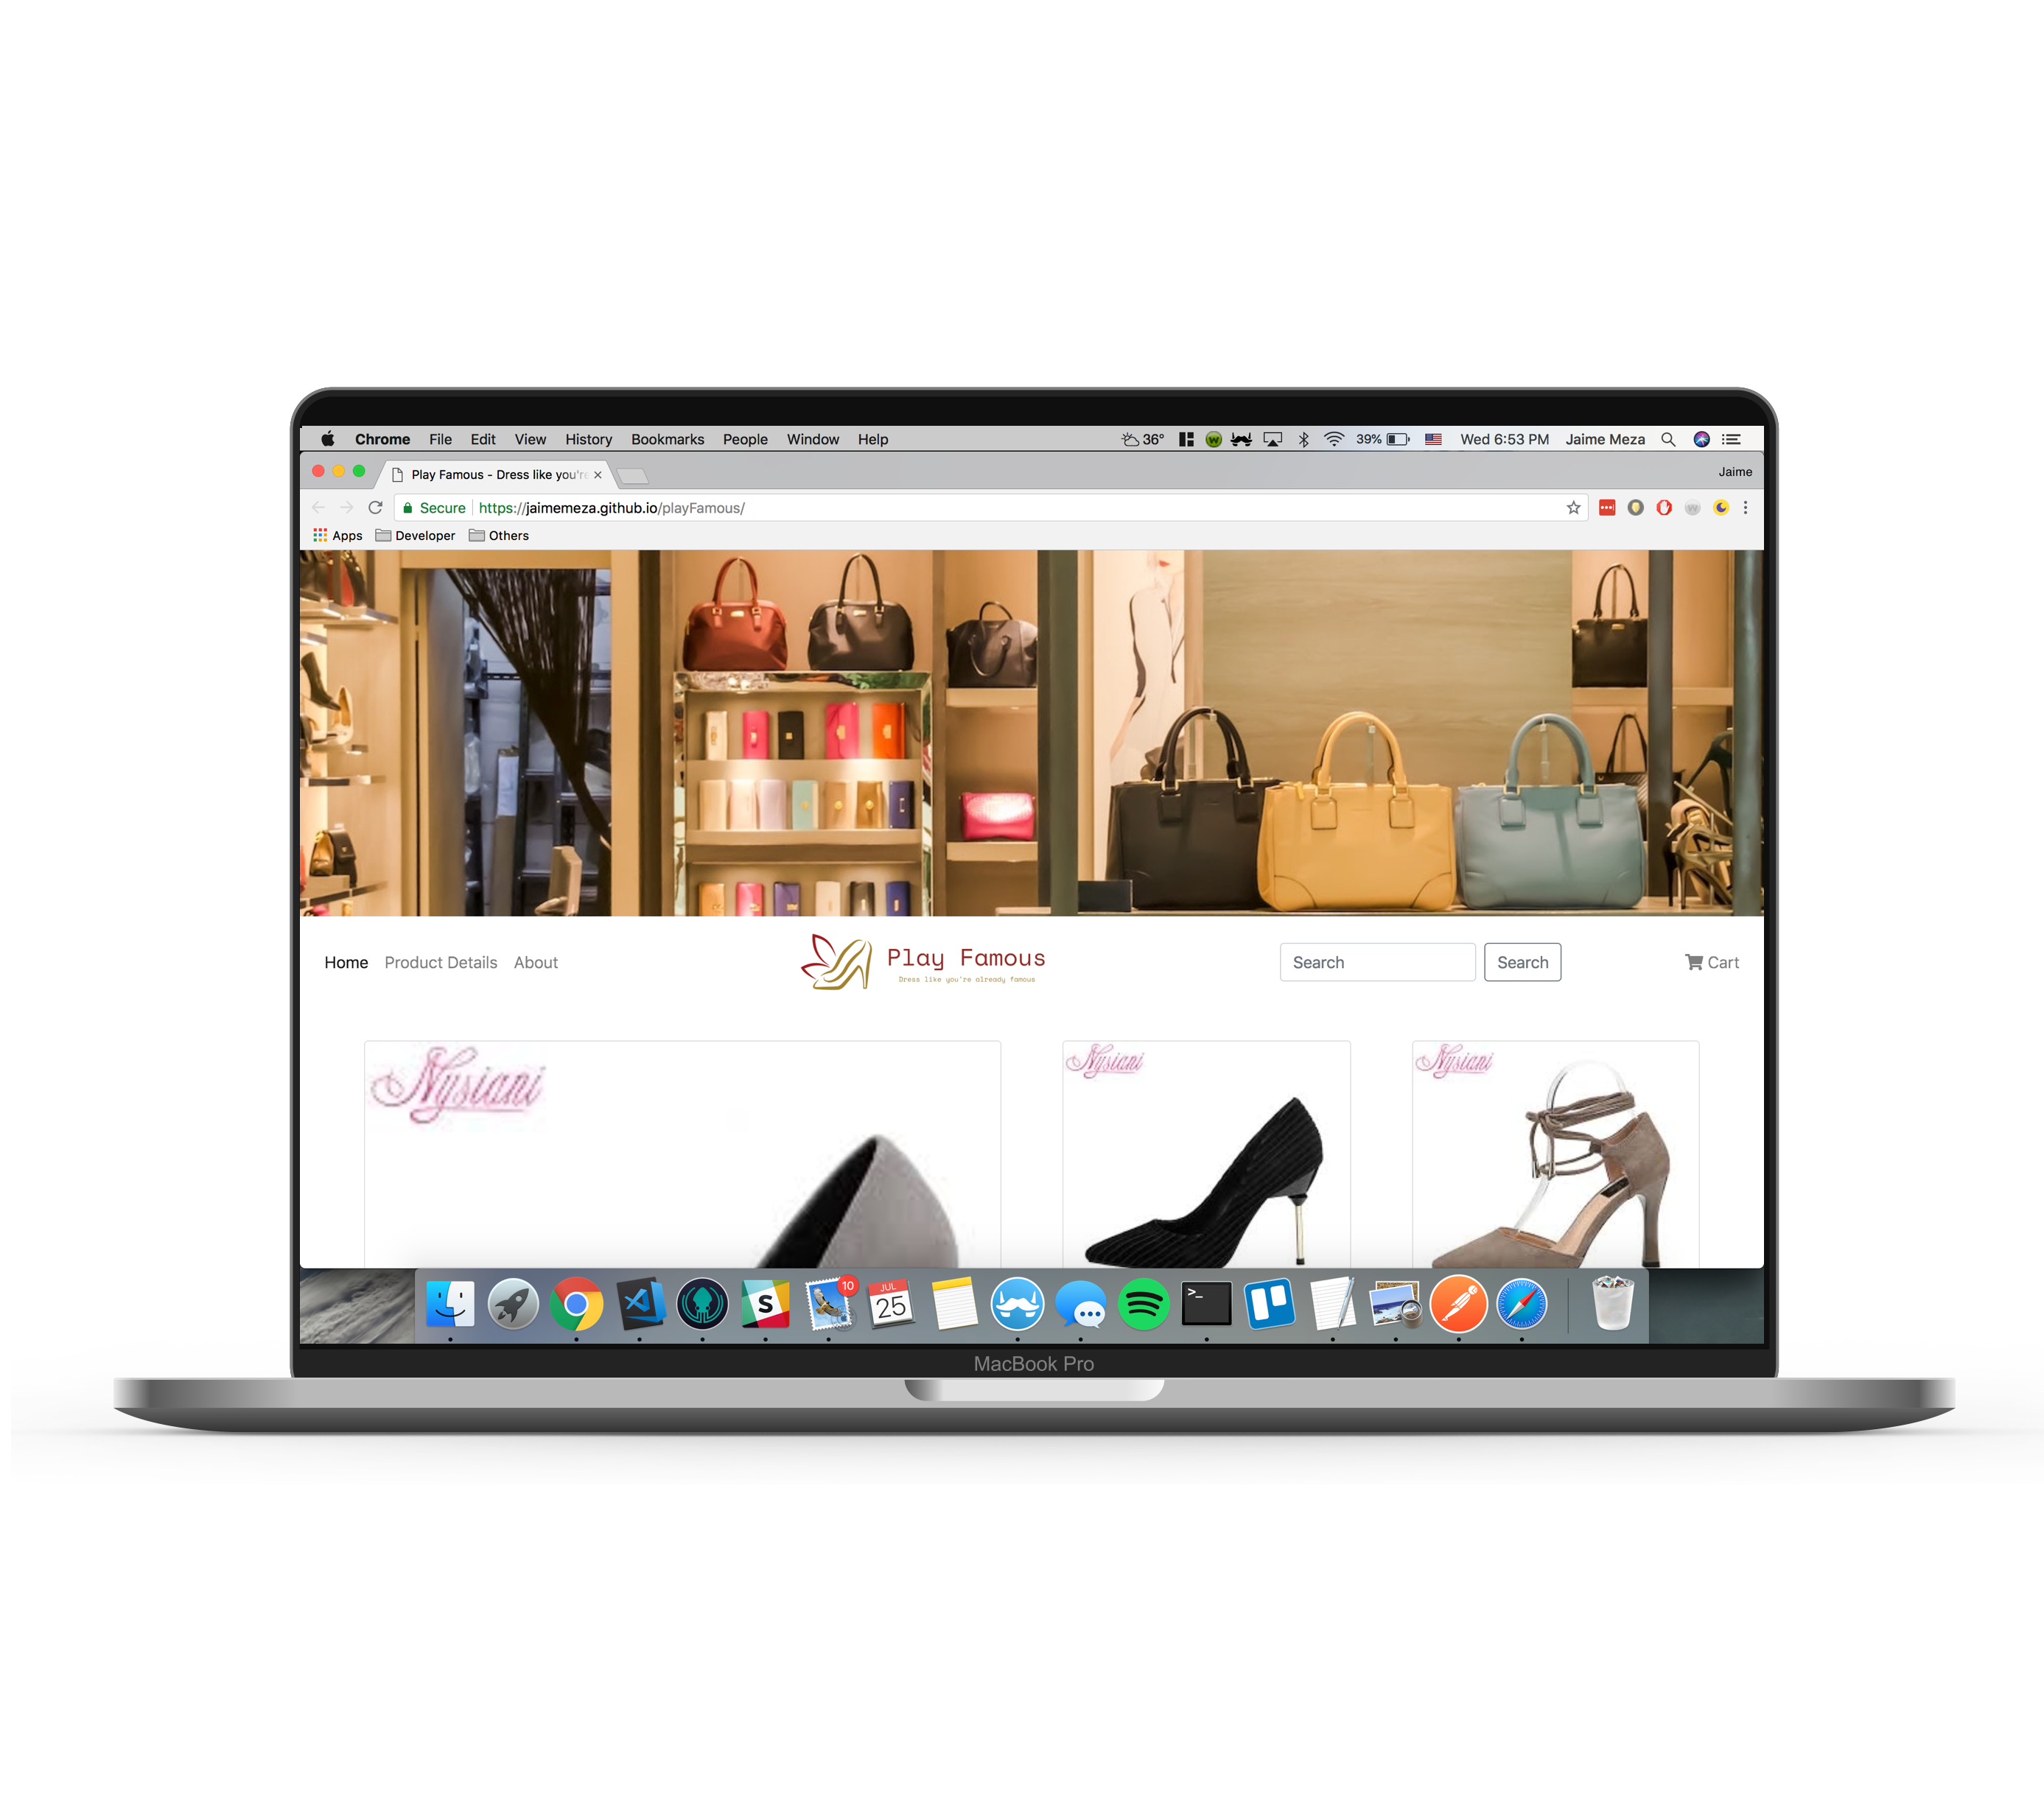 Chrome File Edit View History Bookmarks People Window Help 36° 39% Wed 6:53 PM Jaime Meza
Play Famous - Dress like you're Jaime
Secure https://jaimemeza.github.io/playFamous/
Apps Developer Others
Home Product Details About Play Famous Search Search Cart
Dress like you're already famous
Nysiani Nysiani Nysiani
10
JUL
25
S
>_
MacBook Pro